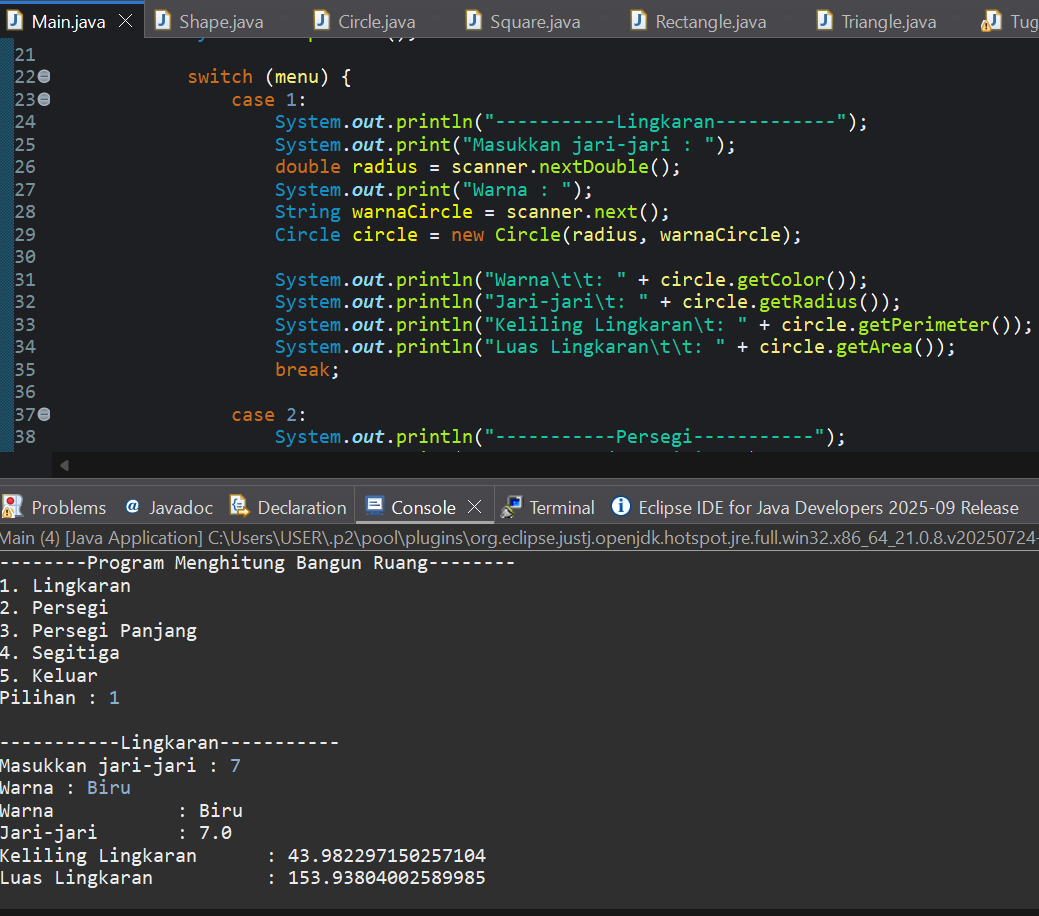 Main.java Shape.java Circle.java Square.java Rectangle.java Triangle.java Tug
21
22 switch (menu) {
23 case 1:
24 System.out.println("-----------Lingkaran-----------");
25 System.out.print("Masukkan jari-jari : ");
26 double radius = scanner.nextDouble();
27 System.out.print("Warna : ");
28 String warnaCircle = scanner.next();
29 Circle circle = new Circle(radius, warnaCircle);
30
31 System.out.println("Warna\t\t: " + circle.getColor());
32 System.out.println("Jari-jari\t: " + circle.getRadius());
33 System.out.println("Keliling Lingkaran\t: " + circle.getPerimeter());
34 System.out.println("Luas Lingkaran\t\t: " + circle.getArea());
35 break;
36
37 case 2:
38 System.out.println("-----------Persegi-----------");
Problems @ Javadoc Declaration Console Terminal Eclipse IDE for Java Developers 2025-09 Release
Main (4) [Java Application] C:\Users\USER\.p2\pool\plugins\org.eclipse.justj.openjdk.hotspot.jre.full.win32.x86_64_21.0.8.v20250724-
--------Program Menghitung Bangun Ruang--------
1. Lingkaran
2. Persegi
3. Persegi Panjang
4. Segitiga
5. Keluar
Pilihan : 1
-----------Lingkaran-----------
Masukkan jari-jari : 7
Warna : Biru
Warna : Biru
Jari-jari : 7.0
Keliling Lingkaran : 43.982297150257104
Luas Lingkaran : 153.93804002589985